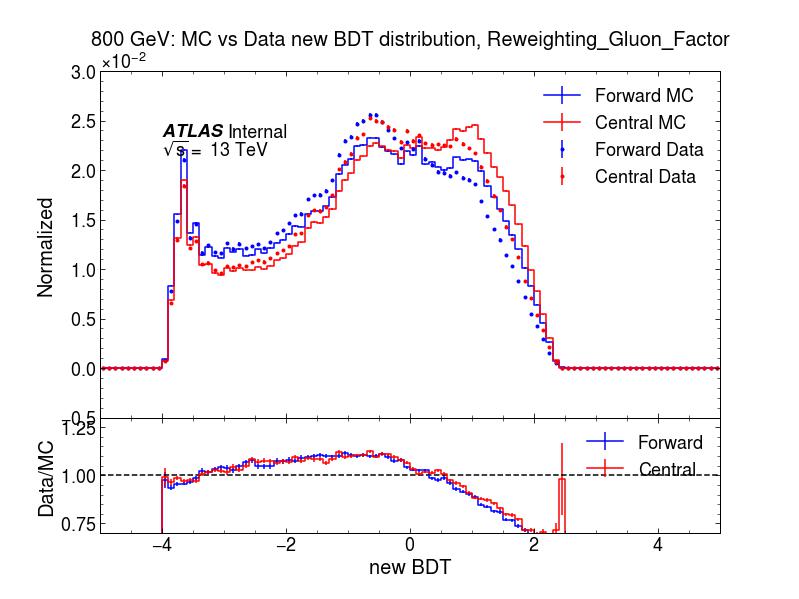 800 GeV: MC vs Data new BDT distribution, Reweighting_Gluon_Factor
×10⁻²
3.0
2.5
2.0
1.5
1.0
0.5
0.0
−0.5
Normalized
ATLAS Internal
√s = 13 TeV
Forward MC
Central MC
Forward Data
Central Data
1.25
1.00
0.75
Data/MC
Forward
Central
−4
−2
0
2
4
new BDT